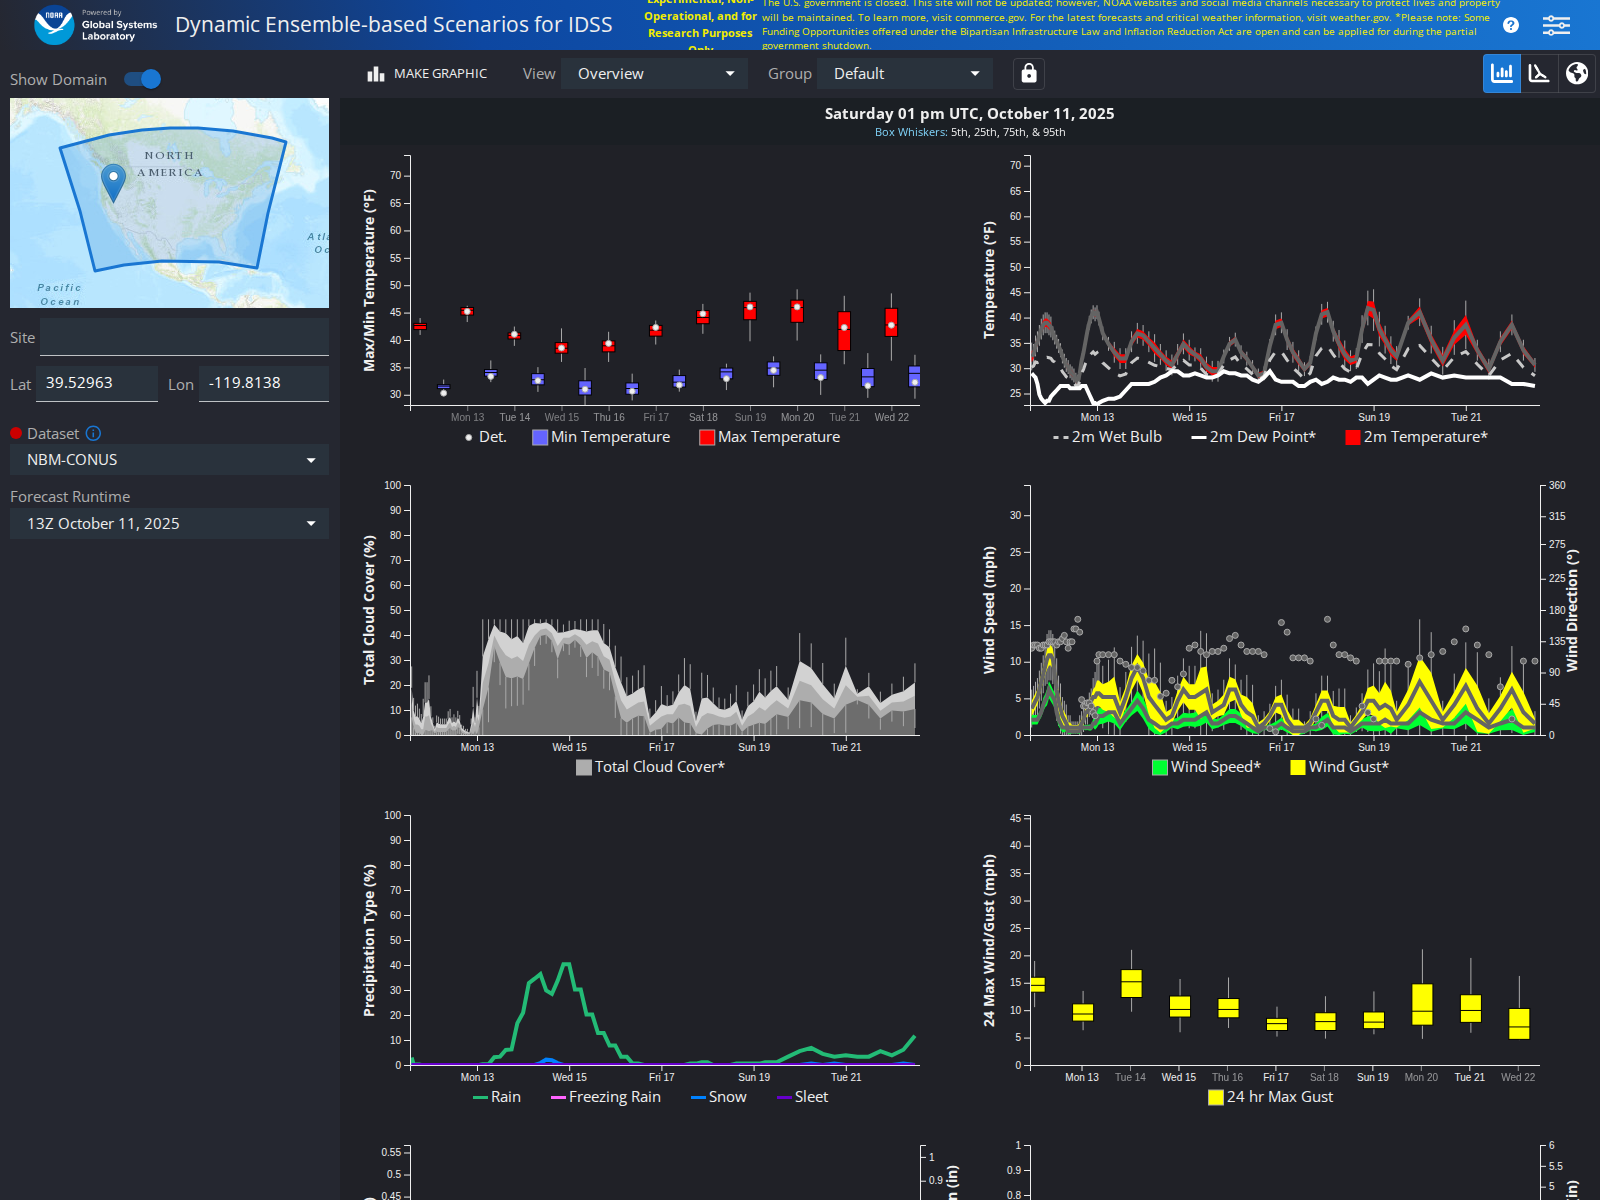 NOAA
Powered by
Global Systems
Laboratory
Dynamic Ensemble-based Scenarios for IDSS
Experimental, Non-
Operational, and for
Research Purposes
Only
The U.S. government is closed. This site will not be updated; however, NOAA websites and social media channels necessary to protect lives and property
will be maintained. To learn more, visit commerce.gov. For the latest forecasts and critical weather information, visit weather.gov. *Please note: Some
Funding Opportunities offered under the Bipartisan Infrastructure Law and Inflation Reduction Act are open and can be applied for during the partial
government shutdown.
?
Show Domain
MAKE GRAPHIC
View
Overview
Group
Default
NORTH
AMERICA
Atla
Oc
Pacific
Ocean
Site
Lat 39.52963 Lon -119.8138
Dataset
NBM-CONUS
Forecast Runtime
13Z October 11, 2025
Saturday 01 pm UTC, October 11, 2025
Box Whiskers: 5th, 25th, 75th, & 95th
Max/Min Temperature (°F)
70
65
60
55
50
45
40
35
30
Mon 13 Tue 14 Wed 15 Thu 16 Fri 17 Sat 18 Sun 19 Mon 20 Tue 21 Wed 22
Det. Min Temperature Max Temperature
Temperature (°F)
70
65
60
55
50
45
40
35
30
25
Mon 13 Wed 15 Fri 17 Sun 19 Tue 21
2m Wet Bulb 2m Dew Point* 2m Temperature*
Total Cloud Cover (%)
100
90
80
70
60
50
40
30
20
10
0
Mon 13 Wed 15 Fri 17 Sun 19 Tue 21
Total Cloud Cover*
Wind Speed (mph)
30
25
20
15
10
5
0
360
315
275
225
180
135
90
45
0
Wind Direction (°)
Mon 13 Wed 15 Fri 17 Sun 19 Tue 21
Wind Speed* Wind Gust*
Precipitation Type (%)
100
90
80
70
60
50
40
30
20
10
0
Mon 13 Wed 15 Fri 17 Sun 19 Tue 21
Rain Freezing Rain Snow Sleet
24 Max Wind/Gust (mph)
45
40
35
30
25
20
15
10
5
0
Mon 13 Tue 14 Wed 15 Thu 16 Fri 17 Sat 18 Sun 19 Mon 20 Tue 21 Wed 22
24 hr Max Gust
0.55
0.5
0.45
1
0.9
n (in)
1
0.9
0.8
6
5.5
5
in)